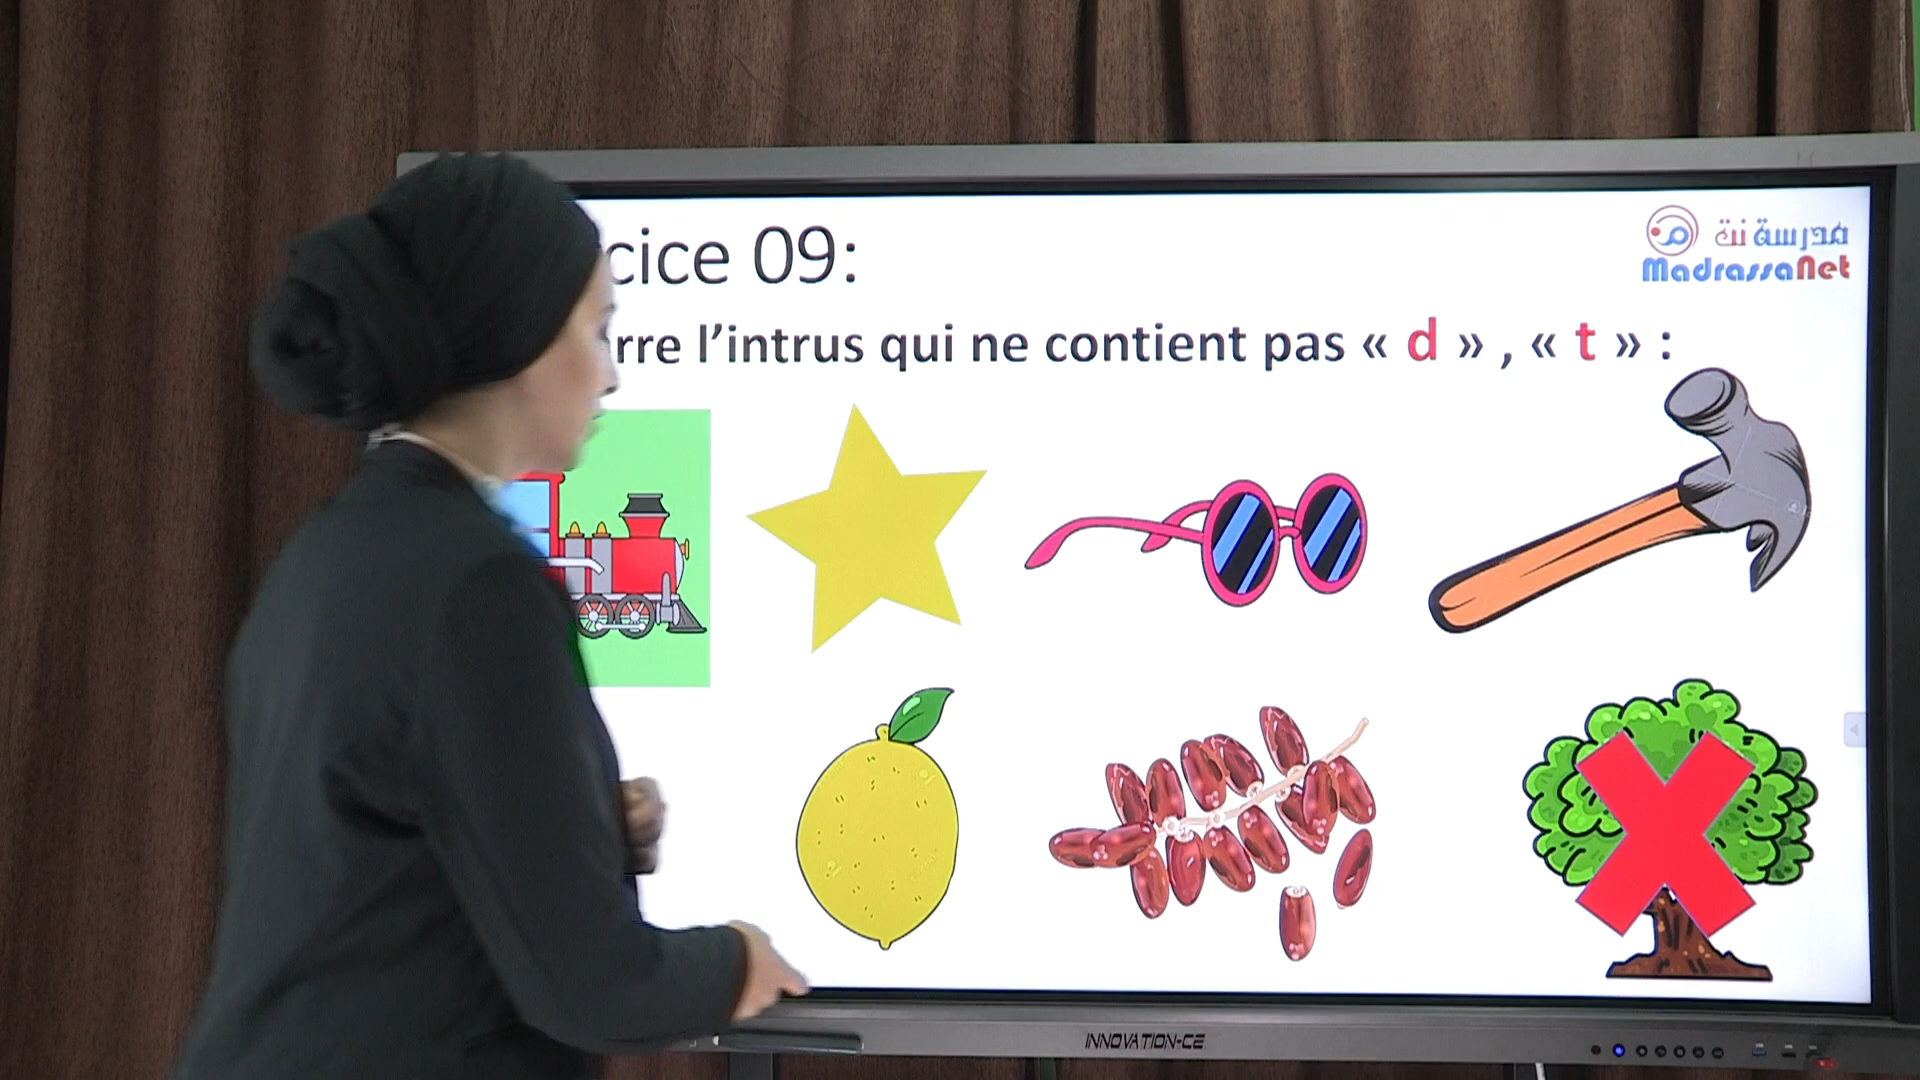 cice 09:
مدرسة نت
MadrassaNet
rre l'intrus qui ne contient pas « d » , « t » :
INNOVATION-CE